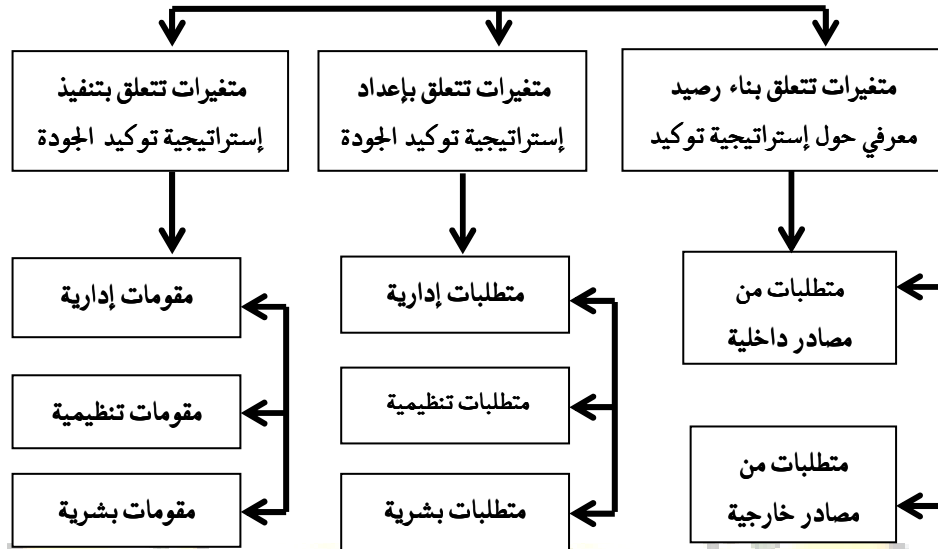 متغيرات تتعلق بناء رصيد
معرفي حول إستراتيجية توكيد
متغيرات تتعلق بإعداد
إستراتيجية توكيد الجودة
متغيرات تتعلق بتنفيذ
إستراتيجية توكيد الجودة
متطلبات من
مصادر داخلية
متطلبات من
مصادر خارجية
متطلبات إدارية
متطلبات تنظيمية
متطلبات بشرية
مقومات إدارية
مقومات تنظيمية
مقومات بشرية